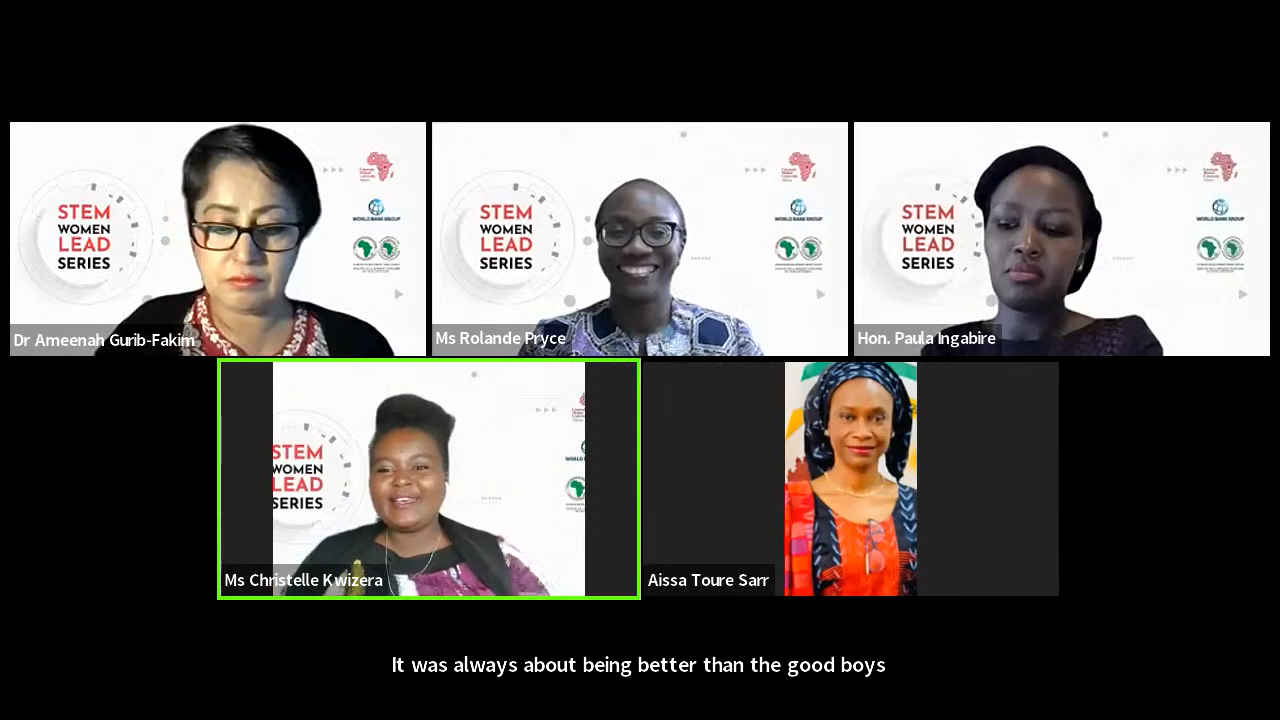 STEM
WOMEN
LEAD
SERIES
WORLD BANK GROUP
Dr Ameenah Gurib-Fakim
STEM
WOMEN
LEAD
SERIES
WORLD BANK GROUP
Ms Rolande Pryce
STEM
WOMEN
LEAD
SERIES
WORLD BANK GROUP
Hon. Paula Ingabire
STEM
WOMEN
LEAD
SERIES
Ms Christelle Kwizera
Aissa Toure Sarr
It was always about being better than the good boys